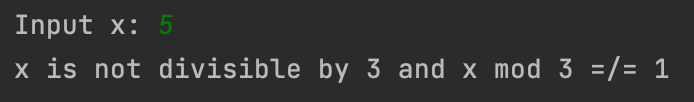 Input x: 5
x is not divisible by 3 and x mod 3 =/= 1